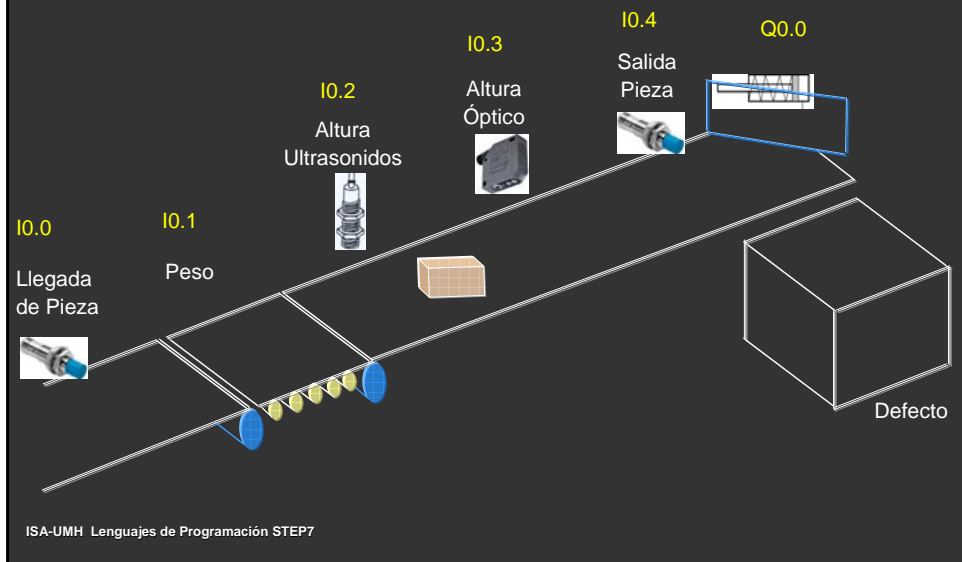 I0.0
Llegada
de Pieza
I0.1
Peso
I0.2
Altura
Ultrasonidos
I0.3
Altura
Óptico
I0.4
Salida
Pieza
Q0.0
Defecto
ISA-UMH Lenguajes de Programación STEP7